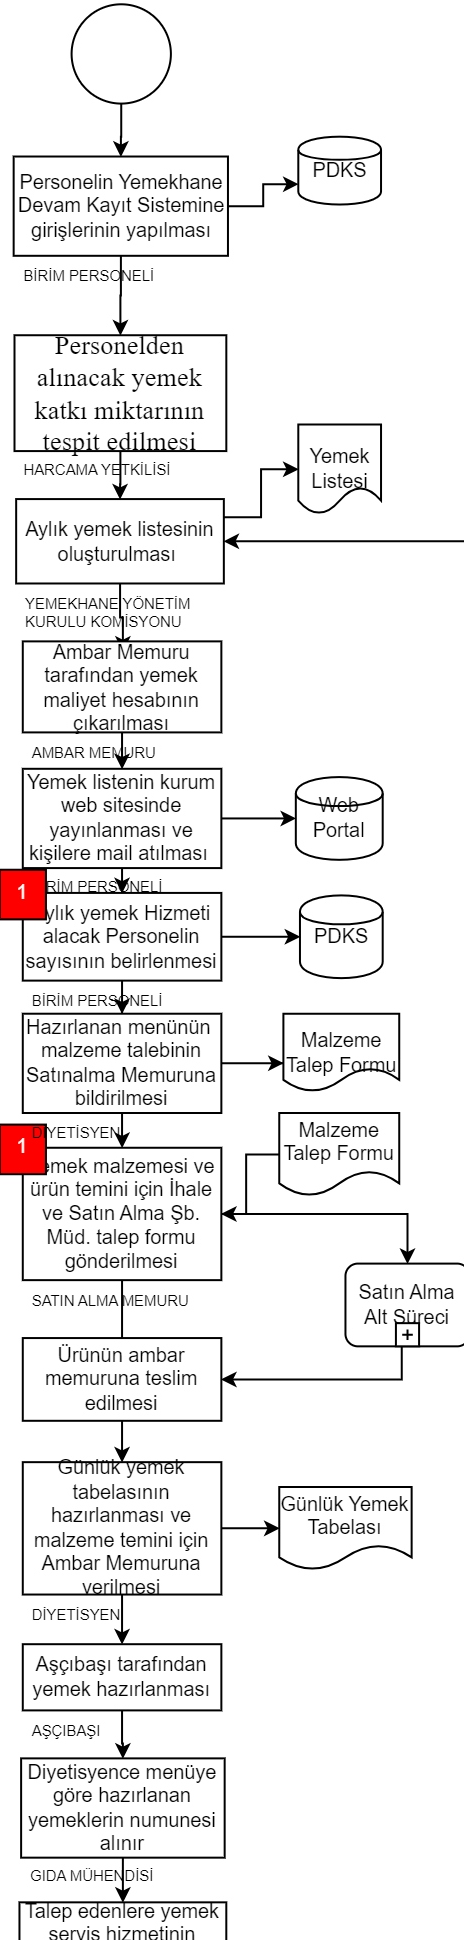 Personelin Yemekhane
Devam Kayıt Sistemine
girişlerinin yapılması
PDKS
BİRİM PERSONELİ
Personelden
alınacak yemek
katkı miktarının
tespit edilmesi
HARCAMA YETKİLİSİ
Yemek
Listesi
Aylık yemek listesinin
oluşturulması
YEMEKHANE YÖNETİM
KURULU KOMİSYONU
Ambar Memuru
tarafından yemek
maliyet hesabının
çıkarılması
AMBAR MEMURU
Yemek listenin kurum
web sitesinde
yayınlanması ve
kişilere mail atılması
Web
Portal
1
RİM PERSONELİ
ylık yemek Hizmeti
alacak Personelin
sayısının belirlenmesi
PDKS
BİRİM PERSONELİ
Hazırlanan menünün
malzeme talebinin
Satınalma Memuruna
bildirilmesi
Malzeme
Talep Formu
DİYETİSYEN
1
emek malzemesi ve
ürün temini için İhale
ve Satın Alma Şb.
Müd. talep formu
gönderilmesi
Malzeme
Talep Formu
SATIN ALMA MEMURU
Satın Alma
Alt Süreci
+
Ürünün ambar
memuruna teslim
edilmesi
Günlük yemek
tabelasının
hazırlanması ve
malzeme temini için
Ambar Memuruna
verilmesi
Günlük Yemek
Tabelası
DİYETİSYEN
Aşçıbaşı tarafından
yemek hazırlanması
AŞÇIBAŞI
Diyetisyence menüye
göre hazırlanan
yemeklerin numunesi
alınır
GIDA MÜHENDİSİ
Talep edenlere yemek
servis hizmetinin